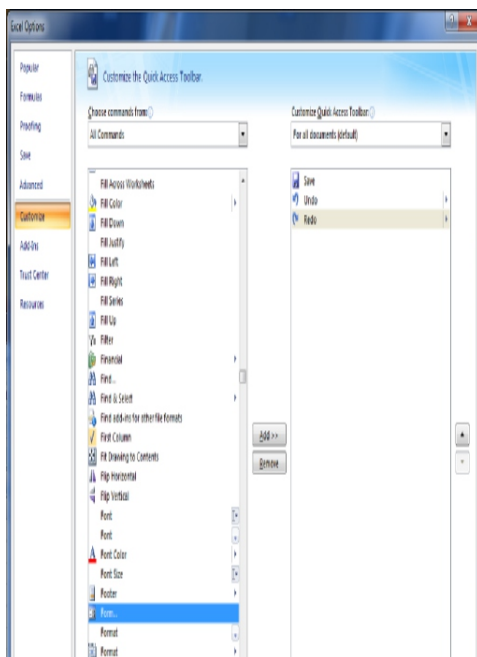 Excel Options
Popular
Formulas
Proofing
Save
Advanced
Customize
Add-Ins
Trust Center
Resources
Customize the Quick Access Toolbar.
Choose commands from:
All Commands
Fill Across Worksheets
Fill Color
Fill Down
Fill Justify
Fill Left
Fill Right
Fill Series
Fill Up
Filter
Financial
Find...
Find & Select
Find add-ins for other file formats
First Column
Fit Drawing to Contents
Flip Horizontal
Flip Vertical
Font
Font
Font Color
Font Size
Footer
Form...
Format
Format
Add >>
Remove
Customize Quick Access Toolbar:
For all documents (default)
Save
Undo
Redo